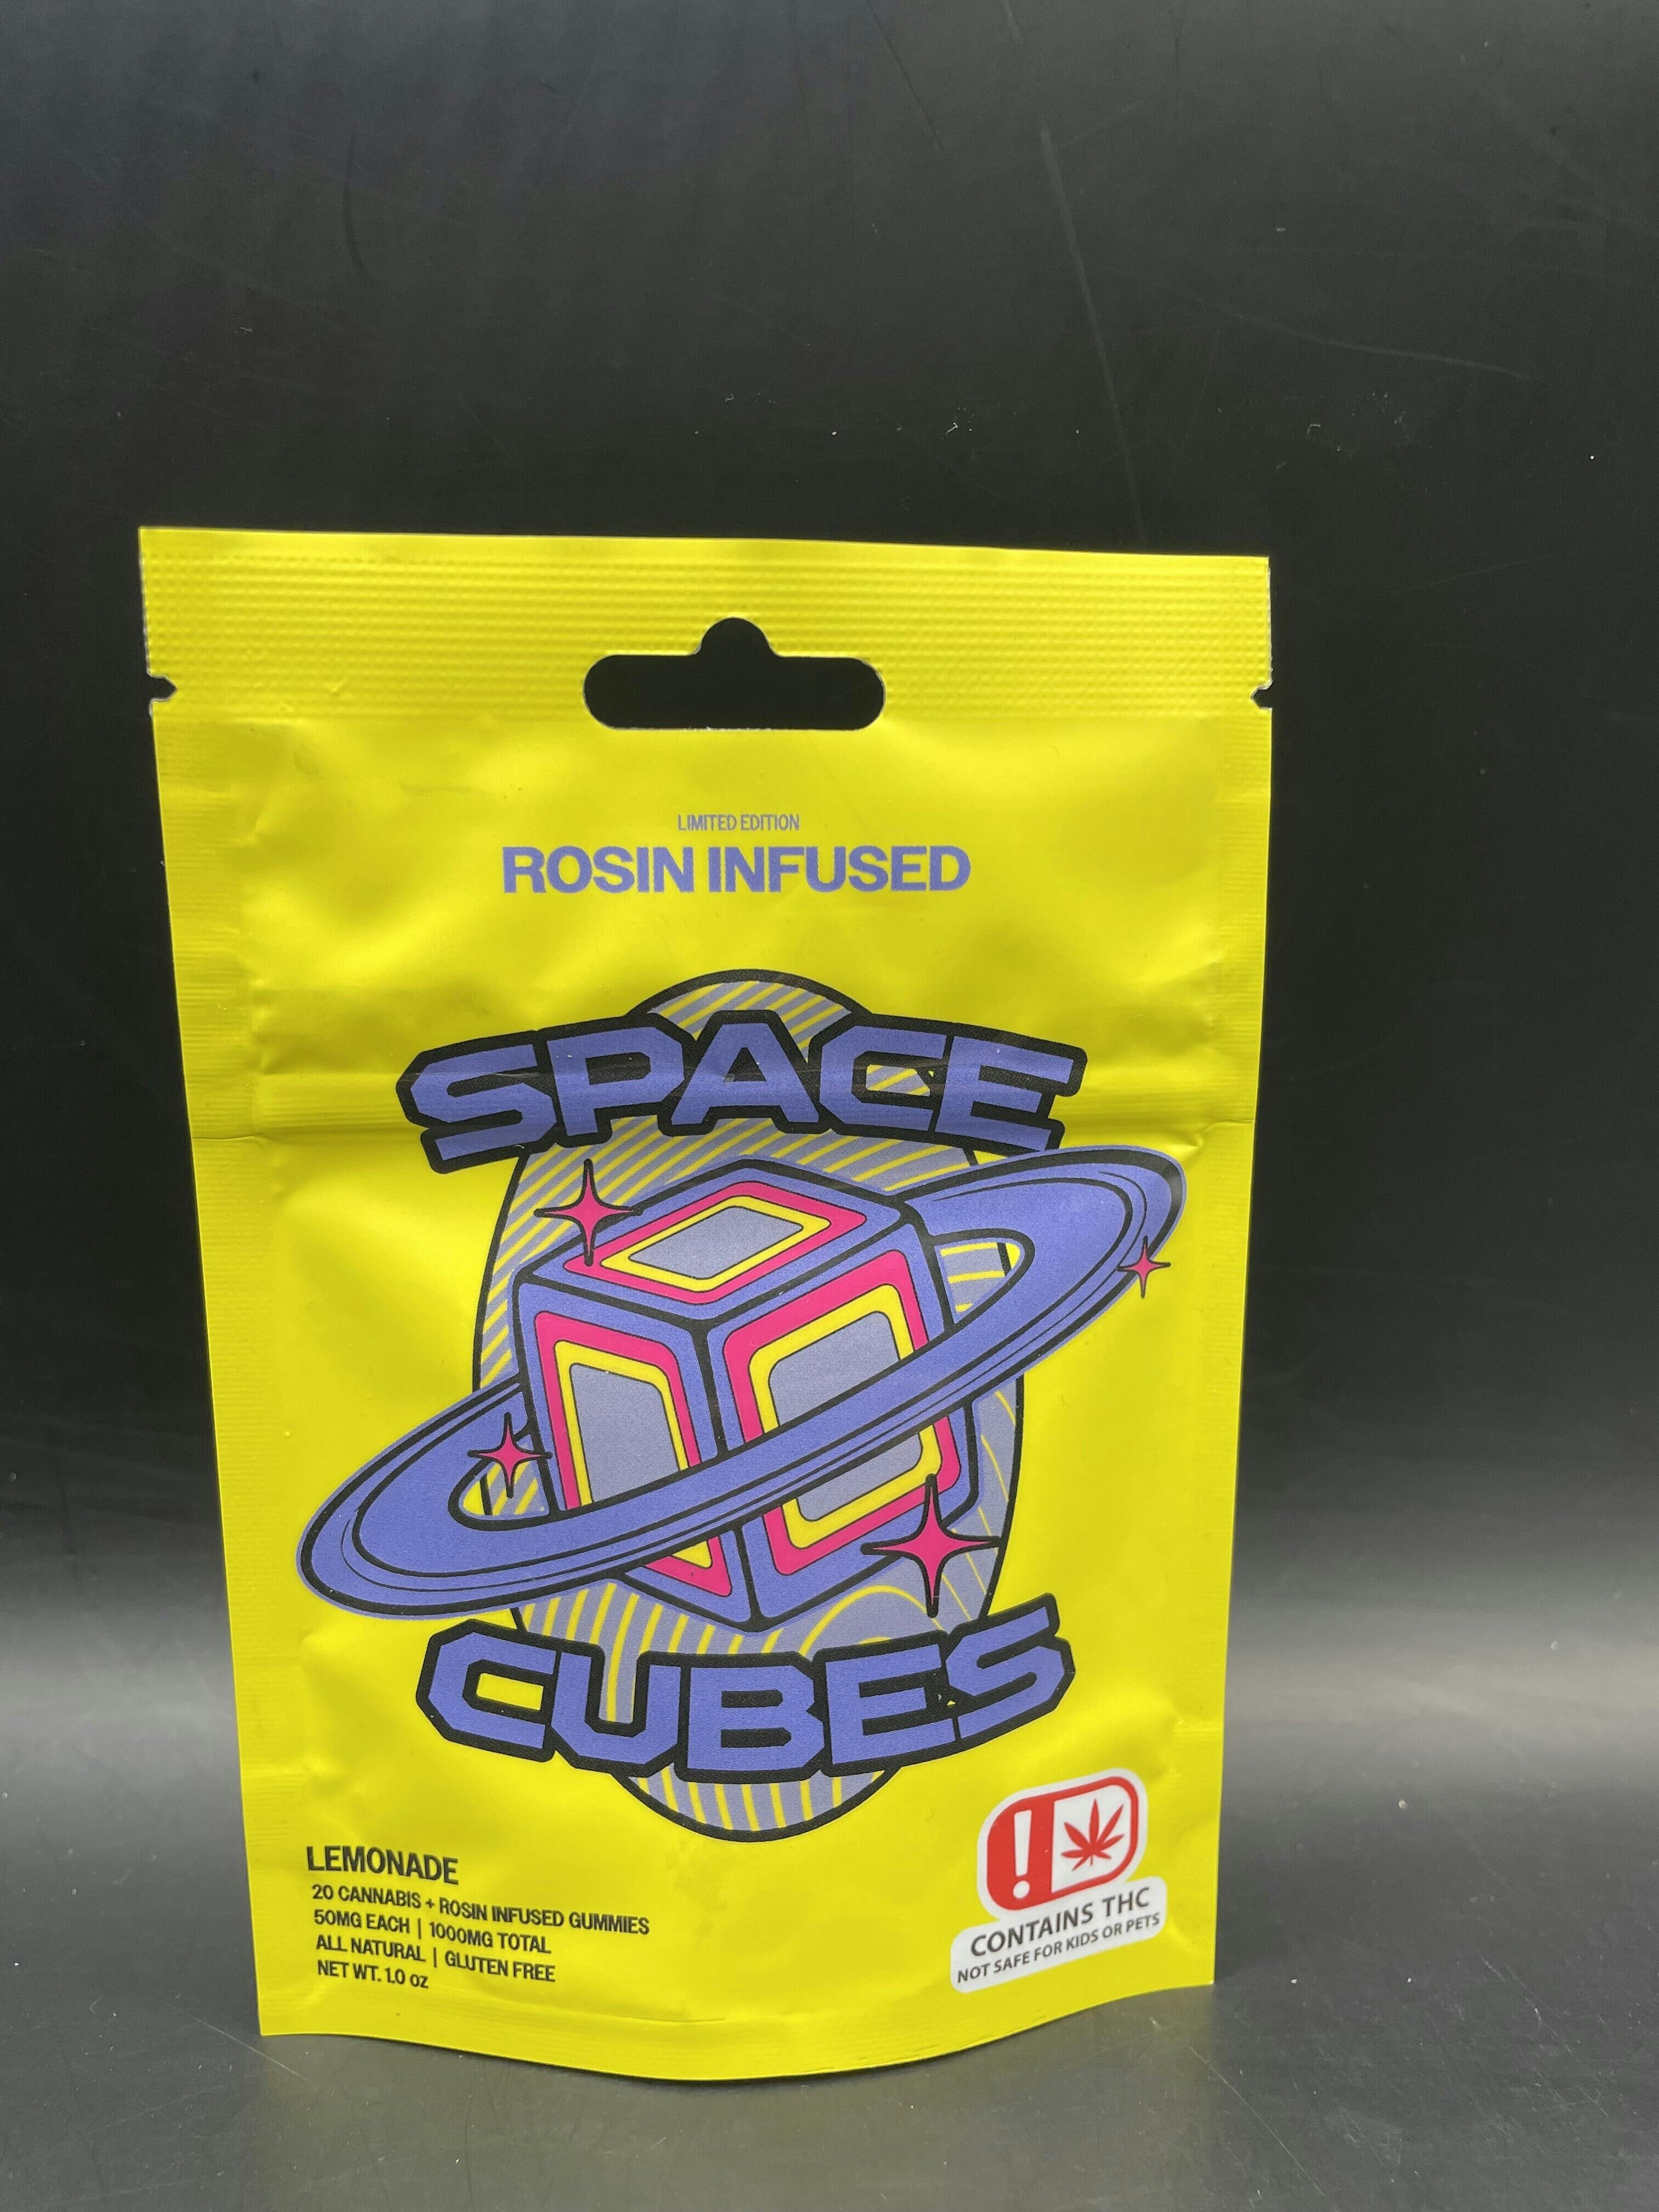 LIMITED EDITION
ROSIN INFUSED
SPACE
CUBES
LEMONADE
20 CANNABIS + ROSIN INFUSED GUMMIES
50MG EACH | 1000MG TOTAL
ALL NATURAL | GLUTEN FREE
NET WT. 1.0 oz
!
CONTAINS THC
NOT SAFE FOR KIDS OR PETS